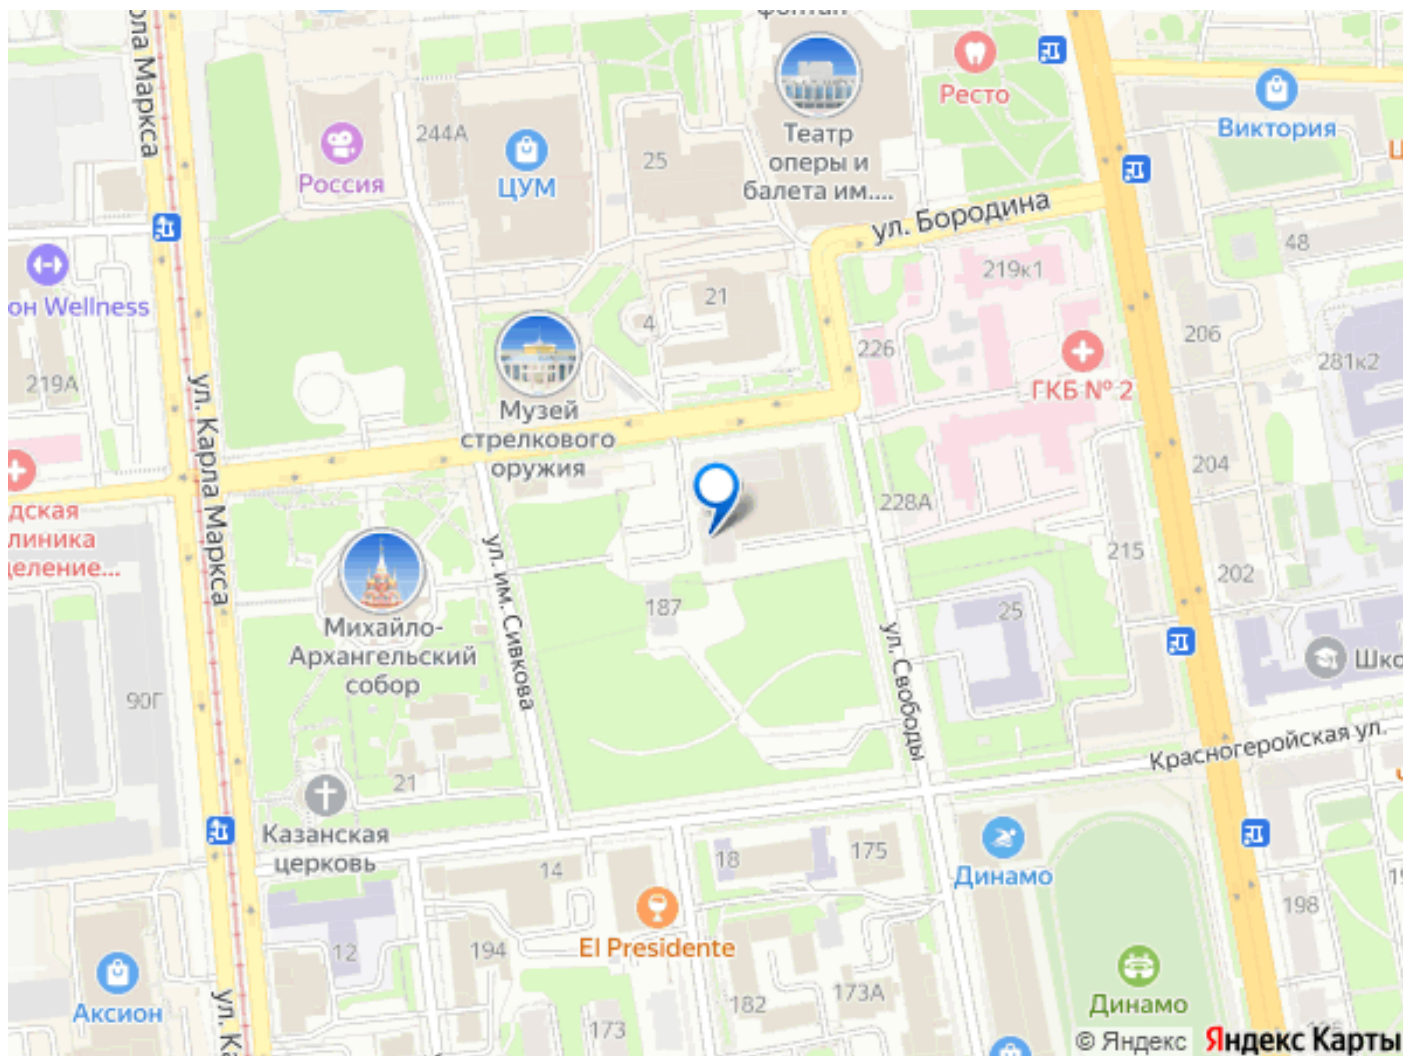 Ресто
Виктория
Театр
оперы и
балета им....
ола Маркса
244А
25
Россия
ЦУМ
ул. Бородина
48
219к1
21
4
он Wellness
226
206
281к2
219А
ГКБ № 2
Музей
стрелкового
оружия
ул. Карла Маркса
204
228А
дская
линика
деление...
215
ул. им. Сивкова
202
187
25
Михайло-
Архангельский
собор
ул. Свободы
Шко
90Г
Красногеройская ул.
21
Казанская
церковь
14
18
175
Динамо
198
El Presidente
12
194
182
173А
Аксион
173
Динамо
ул. Ка
© Яндекс Яндекс Карты